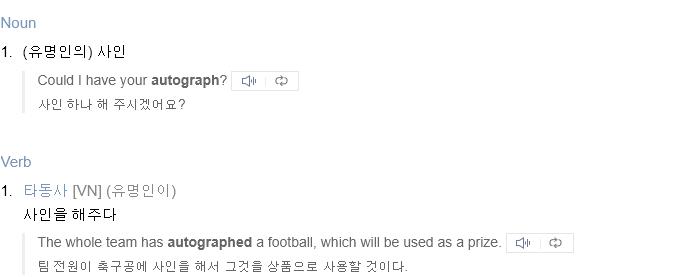 Noun
1. (유명인의) 사인
Could I have your autograph?
사인 하나 해 주시겠어요?
Verb
1. 타동사 [VN] (유명인이)
사인을 해주다
The whole team has autographed a football, which will be used as a prize.
팀 전원이 축구공에 사인을 해서 그것을 상품으로 사용할 것이다.